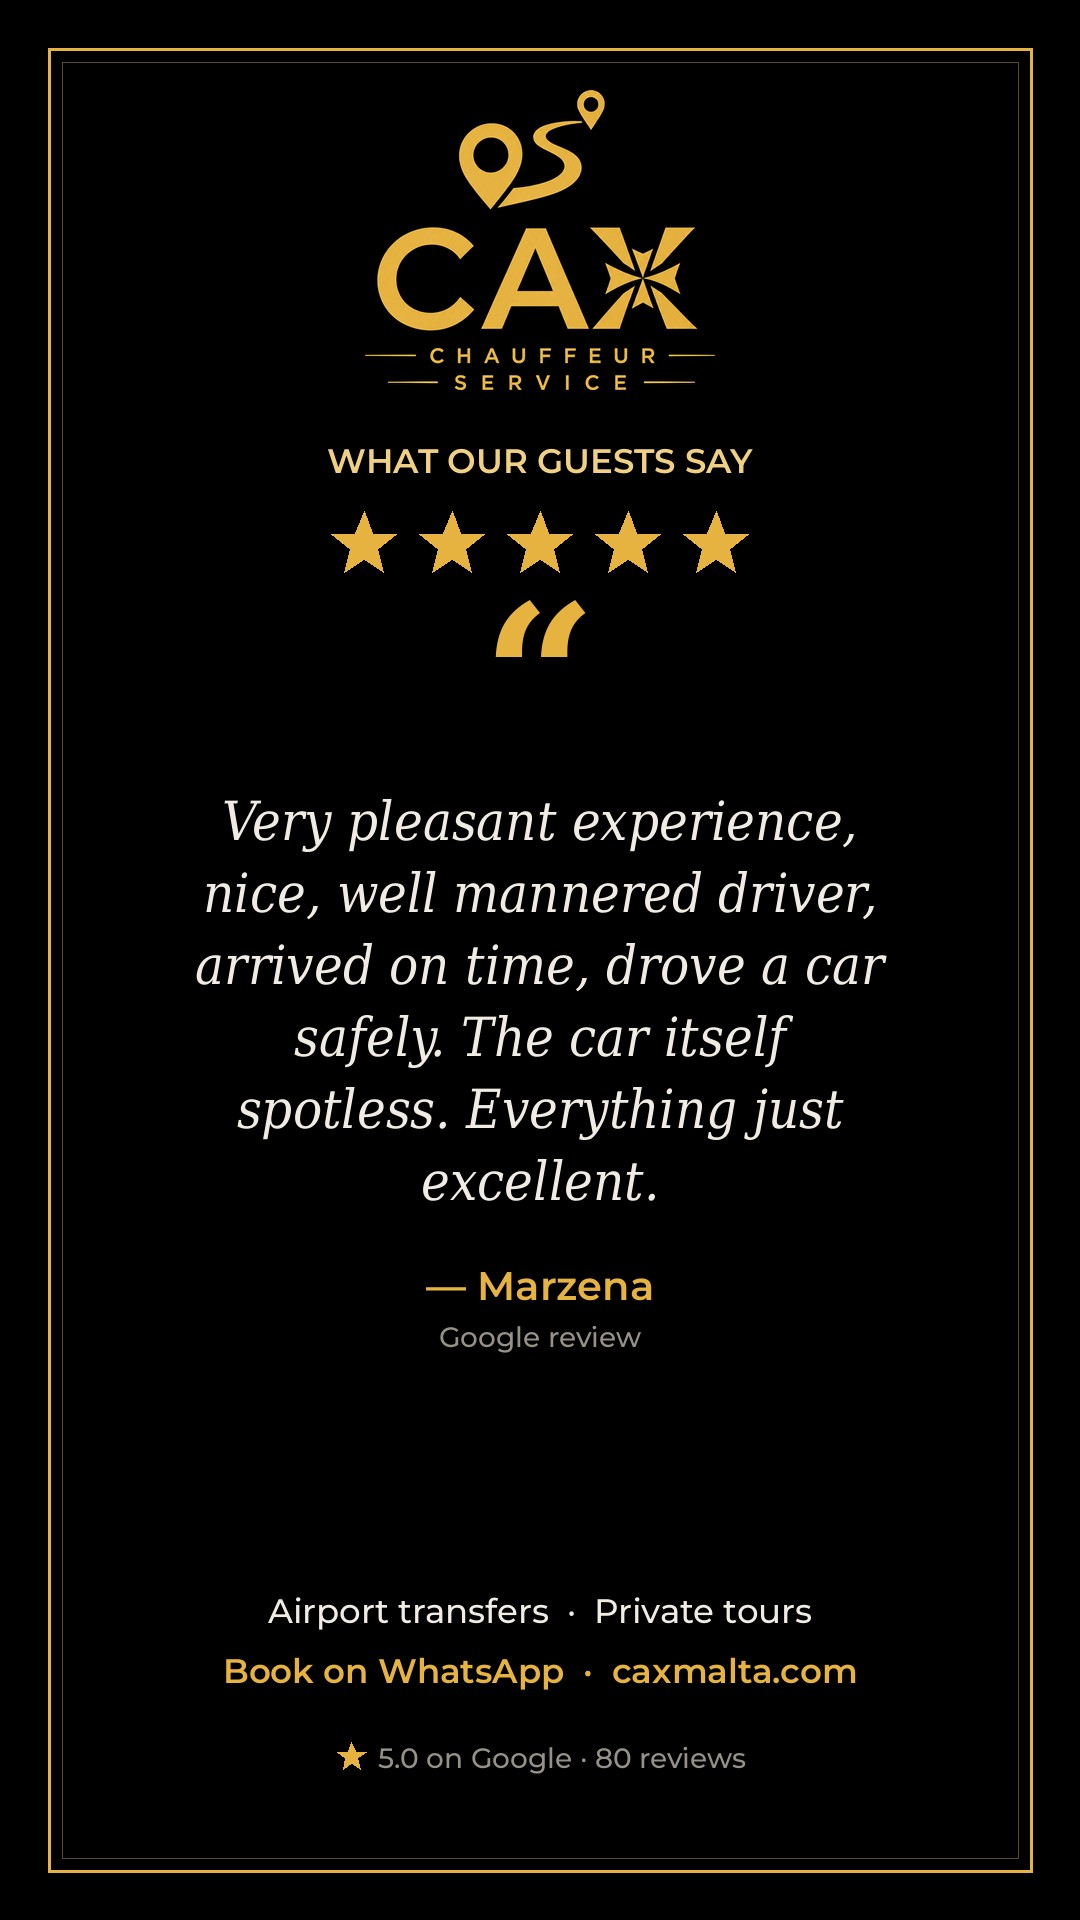 CAX
CHAUFFEUR
SERVICE
WHAT OUR GUESTS SAY
“
Very pleasant experience,
nice, well mannered driver,
arrived on time, drove a car
safely. The car itself
spotless. Everything just
excellent.
— Marzena
Google review
Airport transfers · Private tours
Book on WhatsApp · caxmalta.com
★ 5.0 on Google · 80 reviews